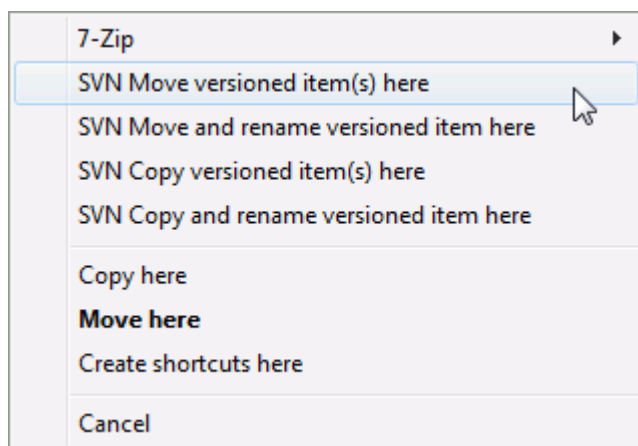 7-Zip
SVN Move versioned item(s) here
SVN Move and rename versioned item here
SVN Copy versioned item(s) here
SVN Copy and rename versioned item here
Copy here
Move here
Create shortcuts here
Cancel